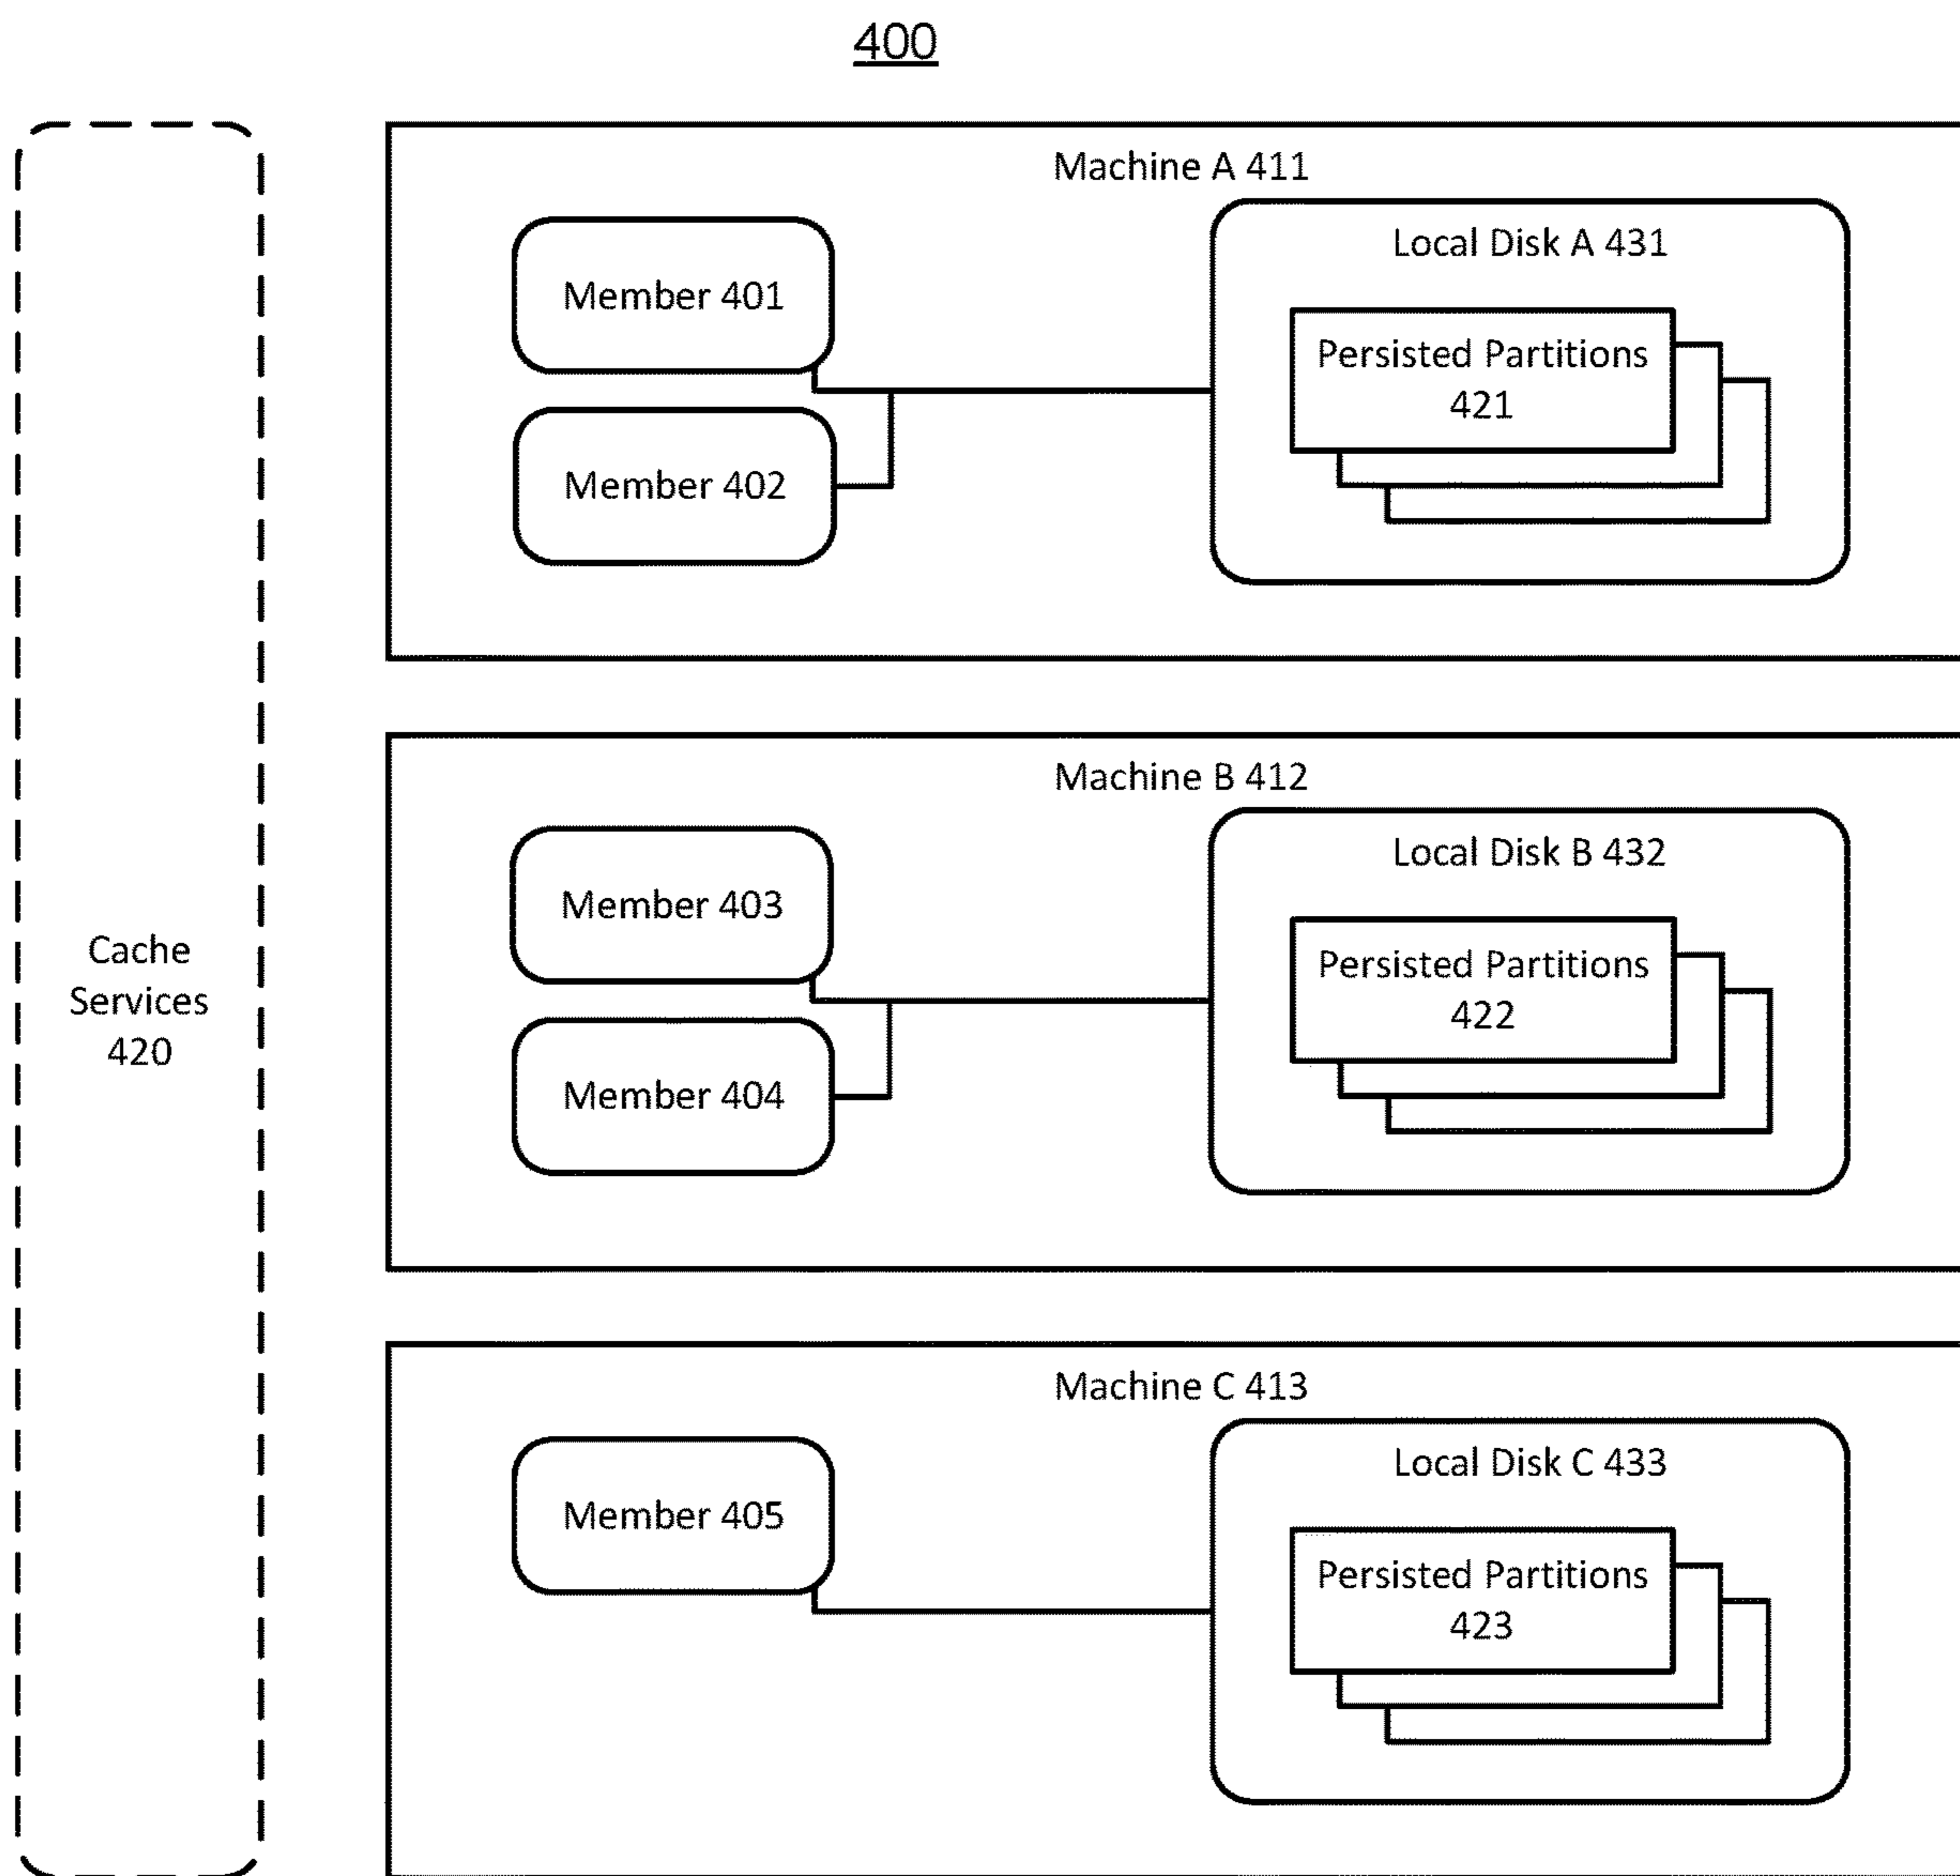 400
Machine A 411
Local Disk A 431
Member 401
Persisted Partitions
421
Member 402
Machine B 412
Local Disk B 432
Member 403
Persisted Partitions
422
Member 404
Cache
Services
420
Machine C 413
Local Disk C 433
Member 405
Persisted Partitions
423